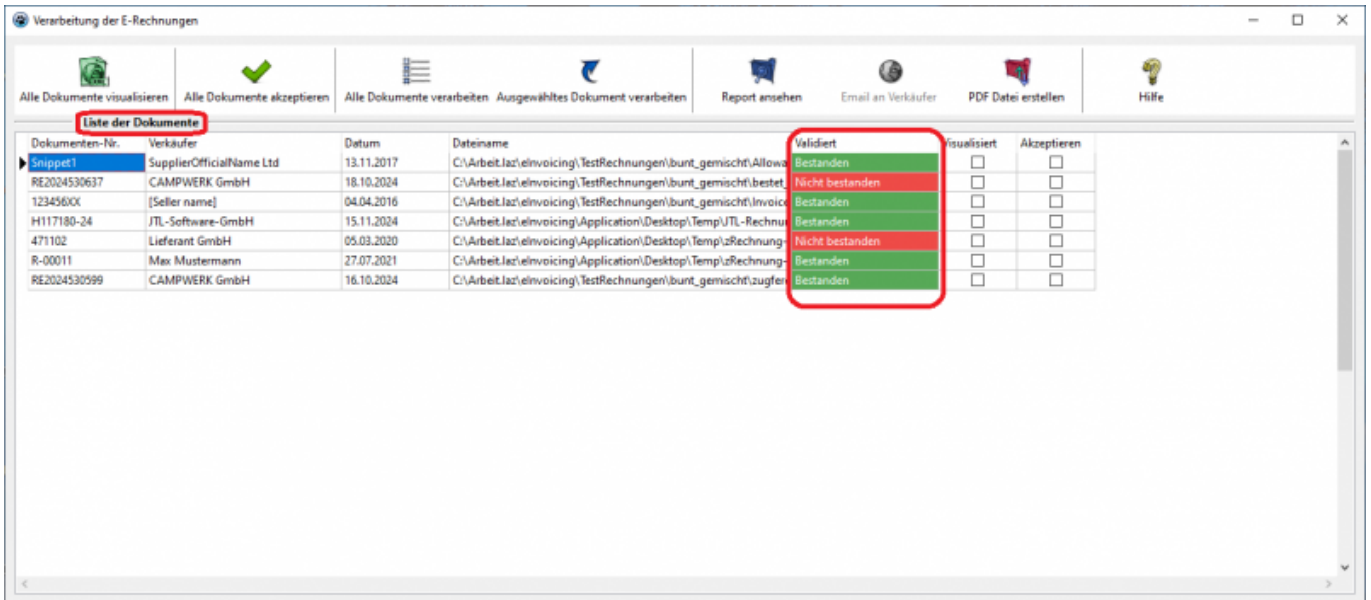 Verarbeitung der E-Rechnungen
Alle Dokumente visualisieren Alle Dokumente akzeptieren Alle Dokumente verarbeiten Ausgewähltes Dokument verarbeiten Report ansehen Email an Verkäufer PDF Datei erstellen Hilfe
Liste der Dokumente
Dokumenten-Nr. Verkäufer Datum Dateiname Validiert Visualisiert Akzeptieren
Snippet1 SupplierOfficialName Ltd 13.11.2017 C:\Arbeit.laz\eInvoicing\TestRechnungen\bunt_gemischt\Allowa Bestanden
RE2024530637 CAMPWERK GmbH 18.10.2024 C:\Arbeit.laz\eInvoicing\TestRechnungen\bunt_gemischt\bestet_ Nicht bestanden
123456XX [Seller name] 04.04.2016 C:\Arbeit.laz\eInvoicing\TestRechnungen\bunt_gemischt\Invoice Bestanden
H117180-24 JTL-Software-GmbH 15.11.2024 C:\Arbeit.laz\eInvoicing\Application\Desktop\Temp\JTL-Rechnu Bestanden
471102 Lieferant GmbH 05.03.2020 C:\Arbeit.laz\eInvoicing\Application\Desktop\Temp\zRechnung- Nicht bestanden
R-00011 Max Mustermann 27.07.2021 C:\Arbeit.laz\eInvoicing\Application\Desktop\Temp\zRechnung- Bestanden
RE2024530599 CAMPWERK GmbH 16.10.2024 C:\Arbeit.laz\eInvoicing\TestRechnungen\bunt_gemischt\zugfer Bestanden